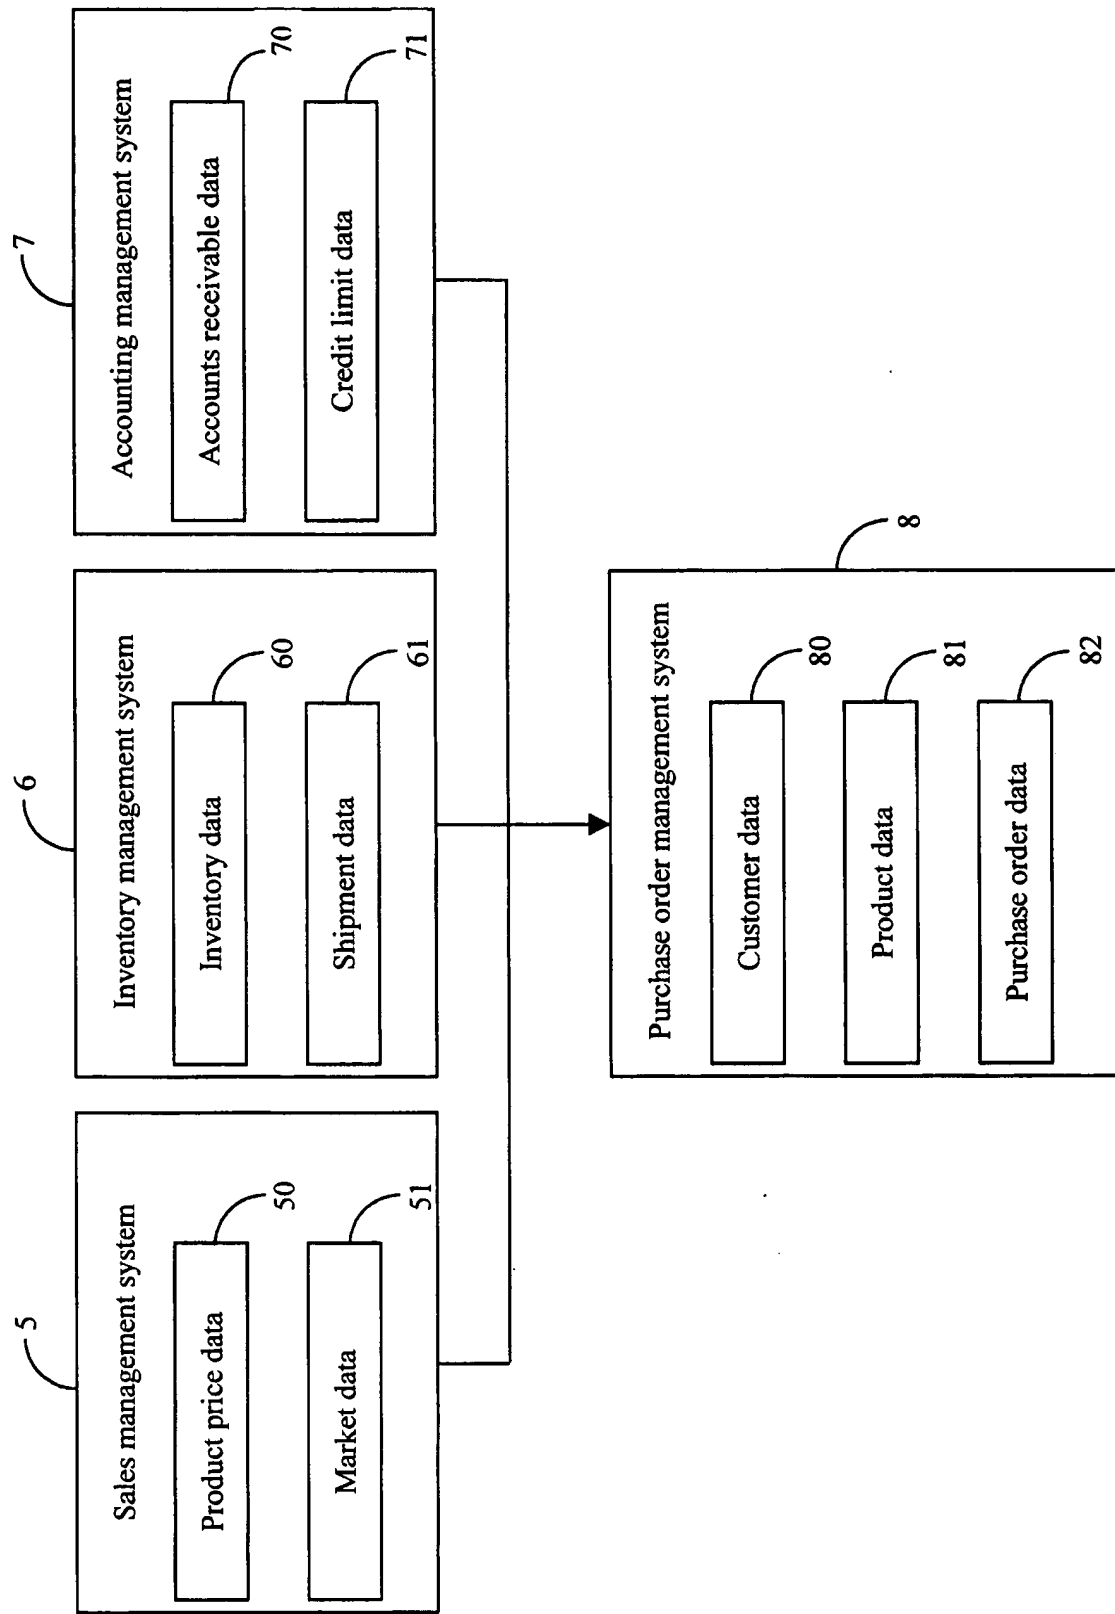 5
Sales management system
Product price data
50
Market data
51
6
Inventory management system
Inventory data
60
Shipment data
61
7
Accounting management system
Accounts receivable data
70
Credit limit data
71
8
Purchase order management system
Customer data
80
Product data
81
Purchase order data
82